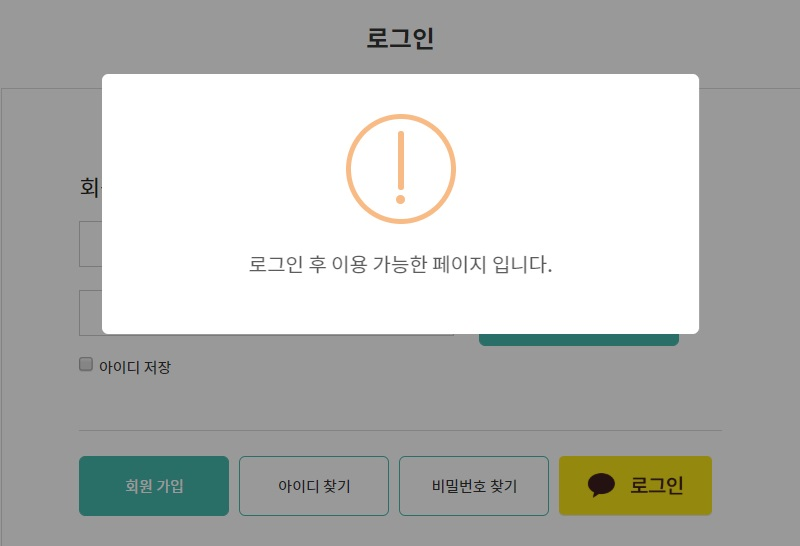 로그인
로그인 후 이용 가능한 페이지 입니다.
아이디 저장
회원 가입
아이디 찾기
비밀번호 찾기
로그인